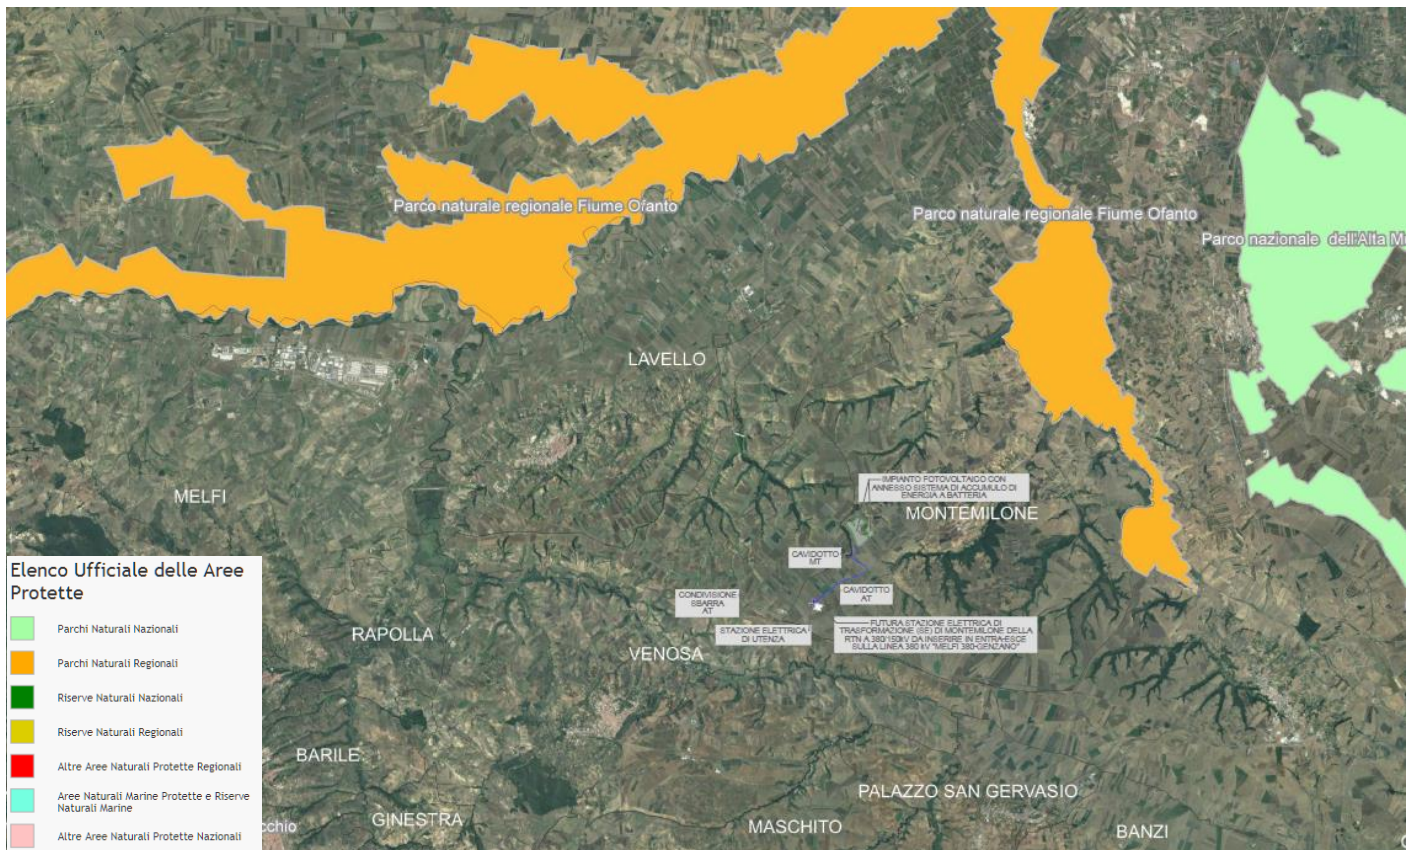 Parco naturale regionale Fiume Ofanto
Parco naturale regionale Fiume Ofanto
Parco nazionale dell'Alta Mu
LAVELLO
MELFI
IMPIANTO FOTOVOLTAICO CON
ANNESSO SISTEMA DI ACCUMULO DI
ENERGIA A BATTERIA
MONTEMILONE
CAVIDOTTO
MT
CAVIDOTTO
AT
CONDIVISIONE
SBARRA
AT
STAZIONE ELETTRICA
DI UTENZA
FUTURA STAZIONE ELETTRICA DI
TRASFORMAZIONE (SE) DI MONTEMILONE DELLA
RTN A 380/150kV DA INSERIRE IN ENTRA-ESCE
SULLA LINEA 380 kV "MELFI 380-GENZANO"
RAPOLLA
VENOSA
BARILE
GINESTRA
PALAZZO SAN GERVASIO
MASCHITO
BANZI
cchio
Elenco Ufficiale delle Aree
Protette
Parchi Naturali Nazionali
Parchi Naturali Regionali
Riserve Naturali Nazionali
Riserve Naturali Regionali
Altre Aree Naturali Protette Regionali
Aree Naturali Marine Protette e Riserve
Naturali Marine
Altre Aree Naturali Protette Nazionali